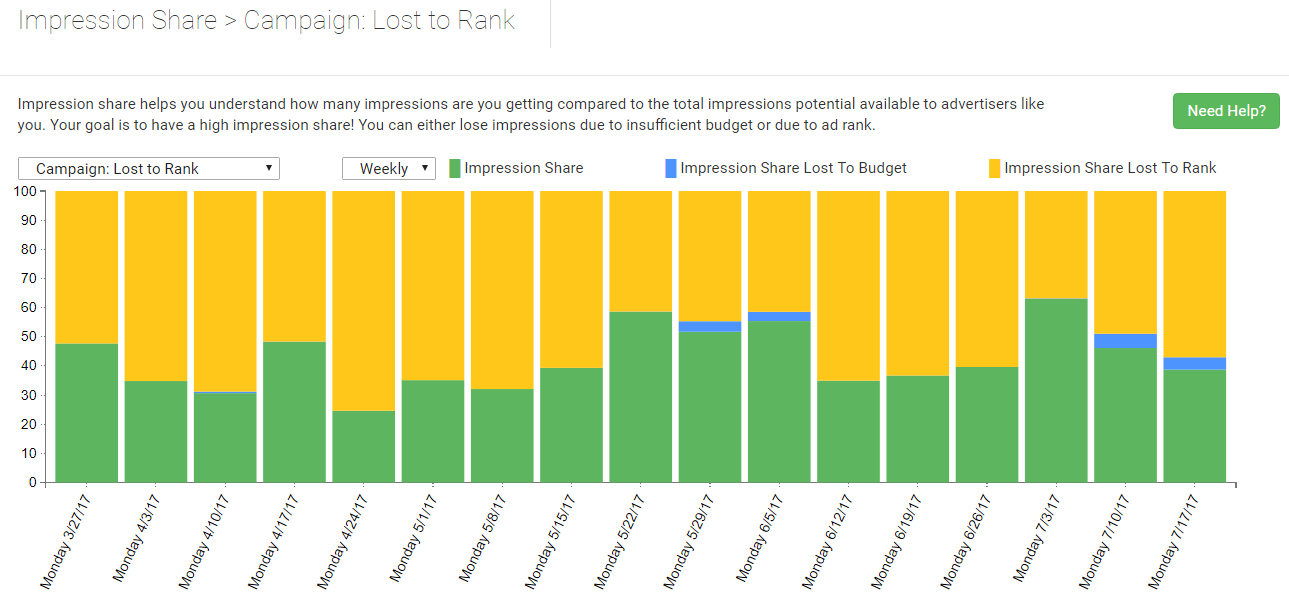 Impression Share > Campaign: Lost to Rank
Impression share helps you understand how many impressions are you getting compared to the total impressions potential available to advertisers like
you. Your goal is to have a high impression share! You can either lose impressions due to insufficient budget or due to ad rank.
Need Help?
Campaign: Lost to Rank
Weekly
Impression Share
Impression Share Lost To Budget
Impression Share Lost To Rank
100
90
80
70
60
50
40
30
20
10
0
Monday 3/27/17
Monday 4/3/17
Monday 4/10/17
Monday 4/17/17
Monday 4/24/17
Monday 5/1/17
Monday 5/8/17
Monday 5/15/17
Monday 5/22/17
Monday 5/29/17
Monday 6/5/17
Monday 6/12/17
Monday 6/19/17
Monday 6/26/17
Monday 7/3/17
Monday 7/10/17
Monday 7/17/17